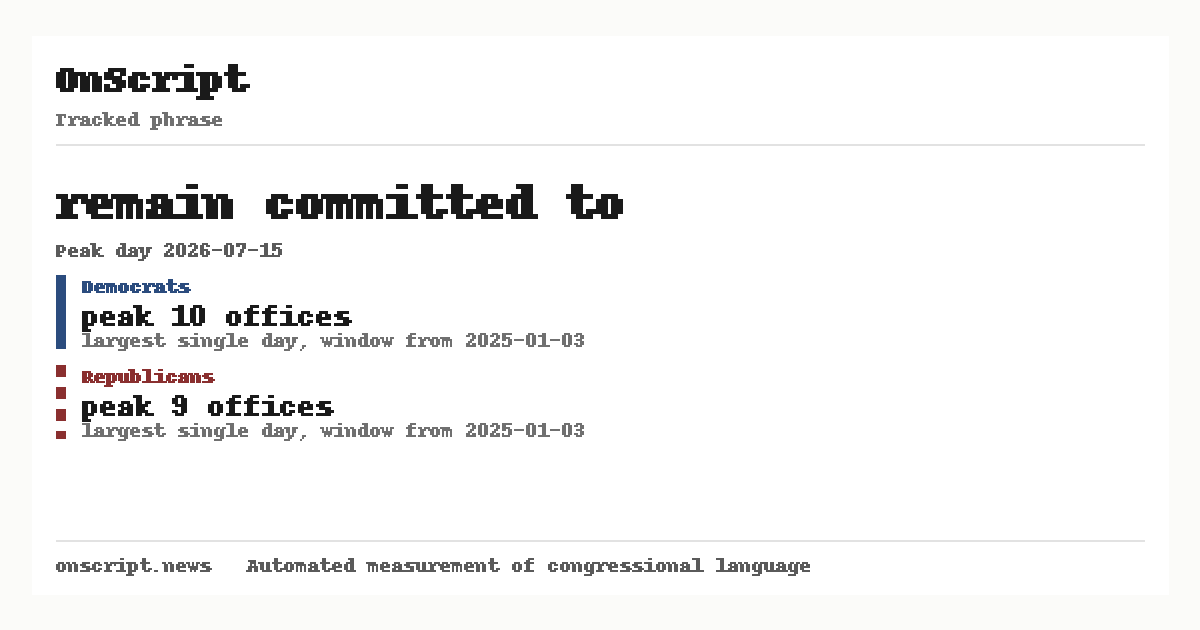 OnScript
Tracked phrase
remain committed to
Peak day 2026-07-15
Democrats
peak 10 offices
largest single day, window from 2025-01-03
Republicans
peak 9 offices
largest single day, window from 2025-01-03
onscript.news Automated measurement of congressional language